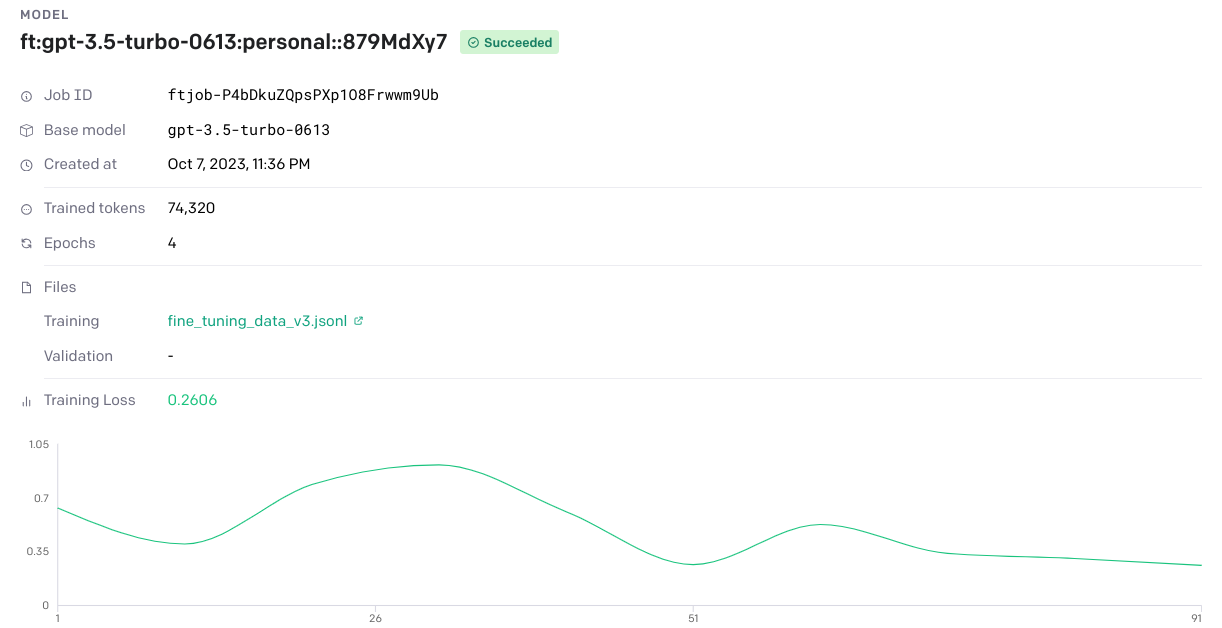 MODEL
ft:gpt-3.5-turbo-0613:personal::879MdXy7 Succeeded
Job ID ftjob-P4bDkuZQpsPXp1O8Frwwm9Ub
Base model gpt-3.5-turbo-0613
Created at Oct 7, 2023, 11:36 PM
Trained tokens 74,320
Epochs 4
Files
Training fine_tuning_data_v3.jsonl
Validation -
Training Loss 0.2606
1.05
0.7
0.35
0
1 26 51 91